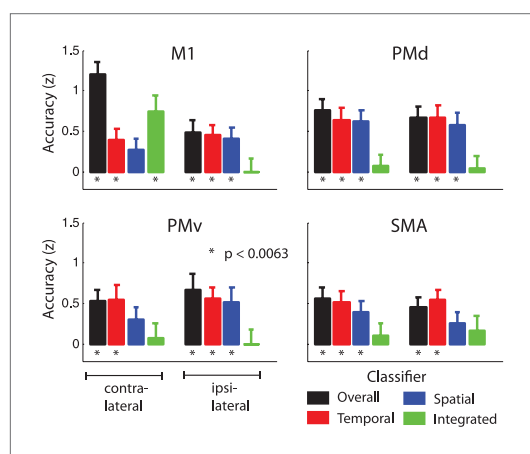 M1
PMd
Accuracy (z)
1.5
1
0.5
0
* * * * * *
* * * * * *
PMv
SMA
* p < 0.0063
Accuracy (z)
1.5
1
0.5
0
* * * * *
* * * * *
contra-
lateral
ipsi-
lateral
Classifier
Overall
Spatial
Temporal
Integrated